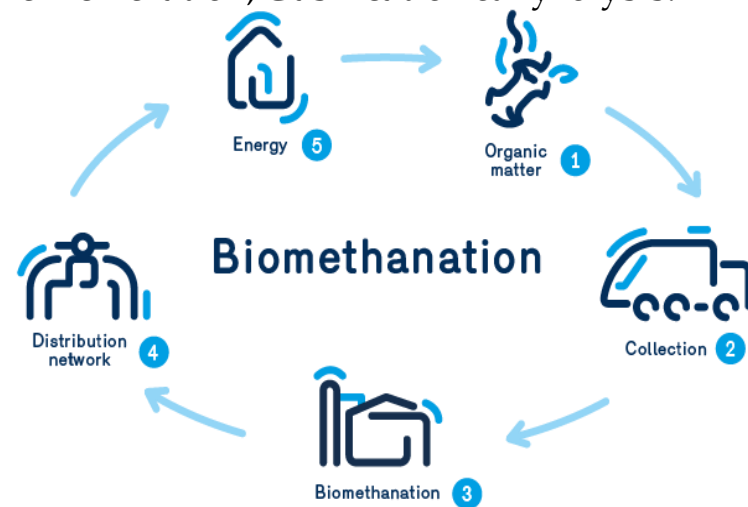 Energy 5
Organic
matter 1
Biomethanation
Collection 2
Distribution
network 4
Biomethanation 3